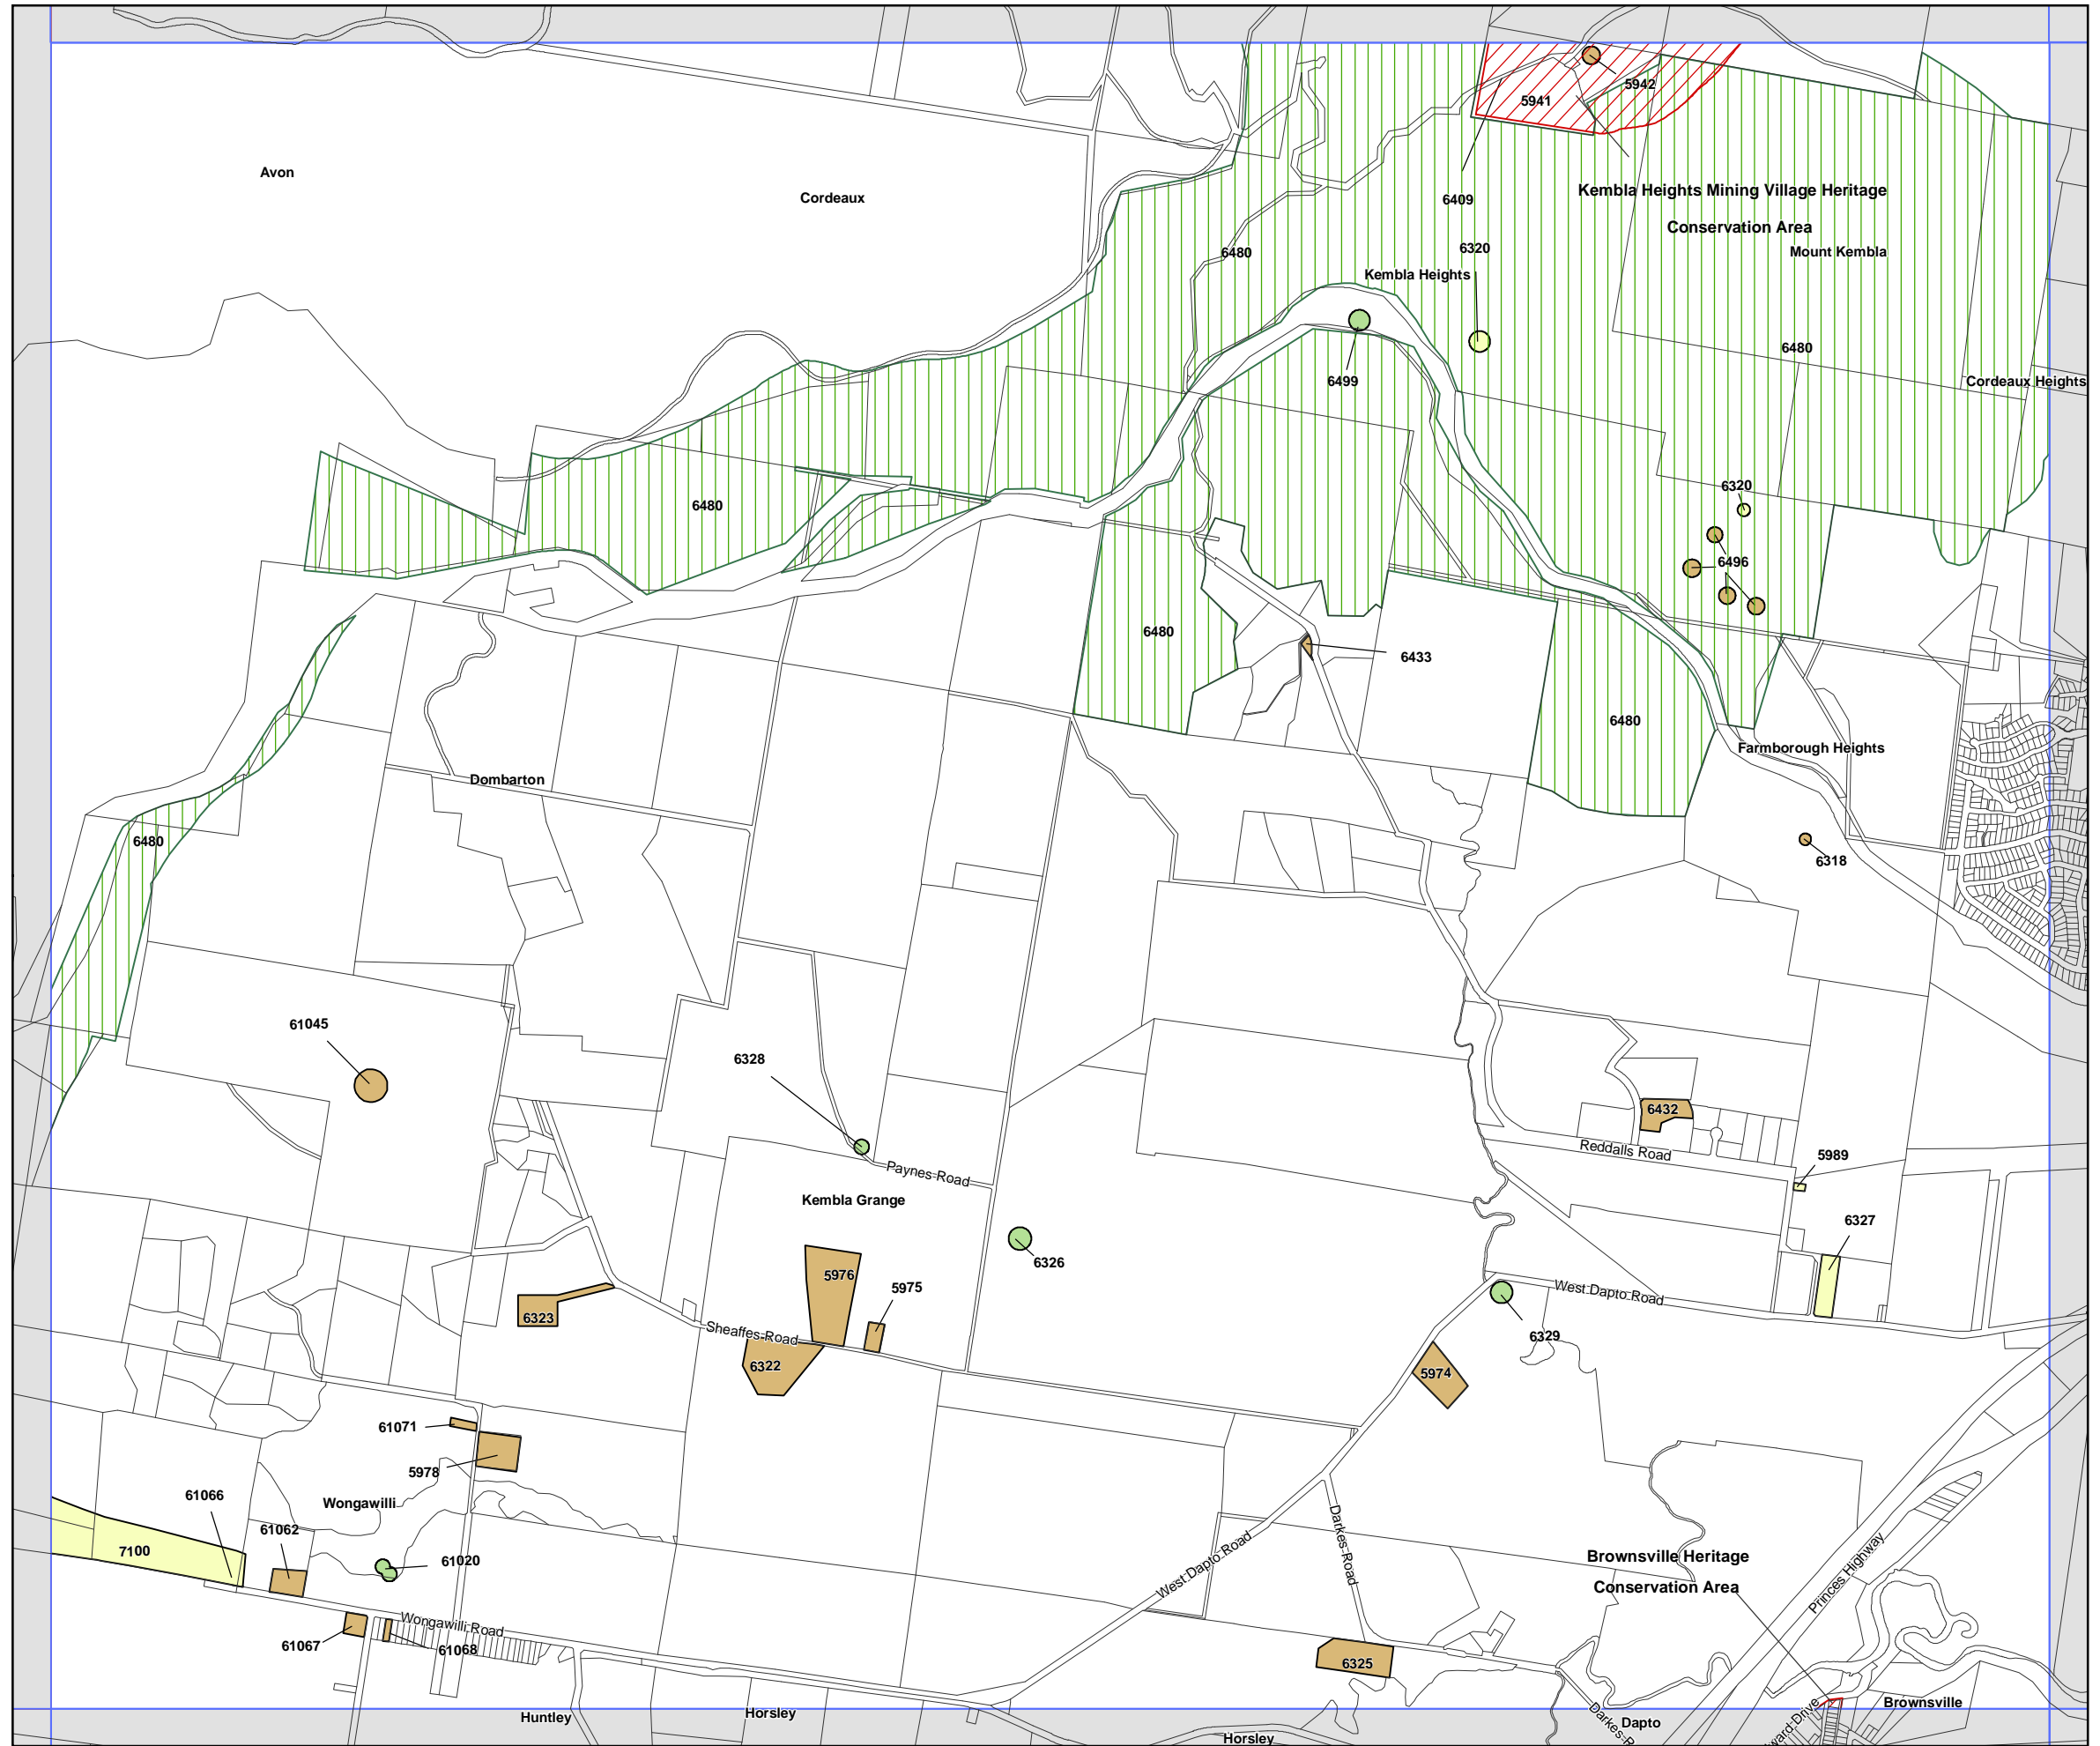 5942
5941
Avon
Cordeaux
6409
Kembla Heights Mining Village Heritage
Conservation Area
6480
6320
Mount Kembla
Kembla Heights
6480
6499
Cordeaux Heights
6320
6480
6496
6480
6433
6480
Farmborough Heights
Dombarton
6480
6318
61045
6328
6432
Reddalls Road
5989
Paynes Road
Kembla Grange
6327
6326
5976
5975
West Dapto Road
6323
Sheaffes Road
6329
6322
5974
61071
5978
61066
Wongawilli
61062
7100
61020
West Dapto Road
Darkes Road
Brownsville Heritage
Conservation Area
Princes Highway
Wongawilli Road
61067
61068
6325
Huntley
Horsley
Horsley
Darkes R
Dapto
ward Drive
Brownsville